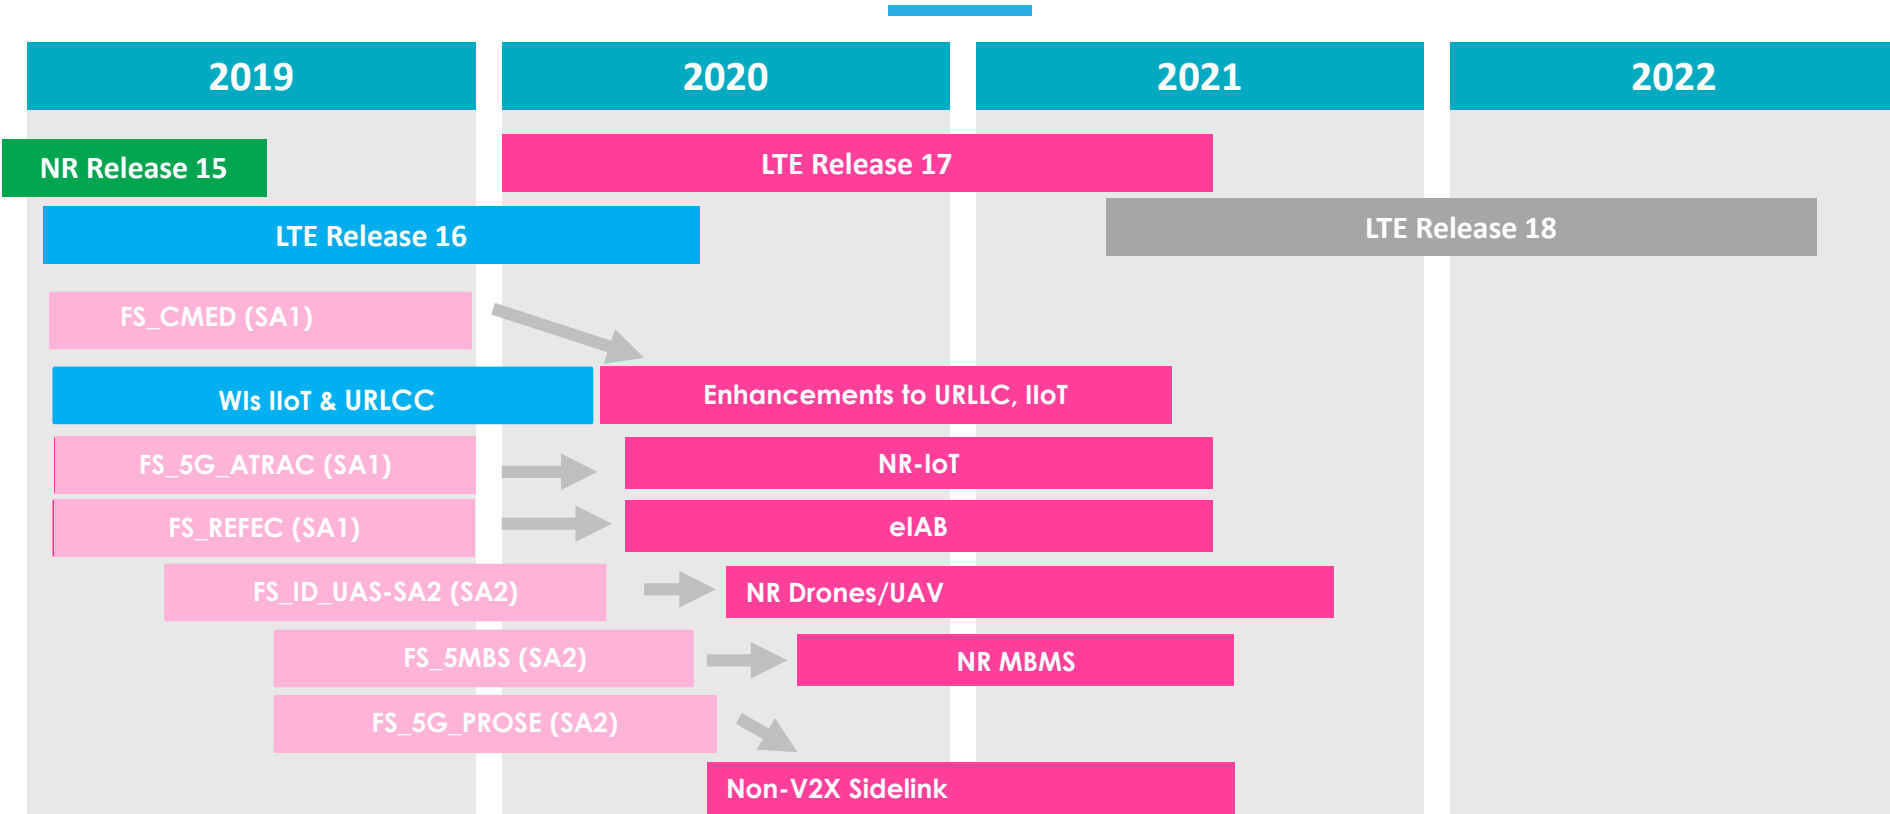 2019
2020
2021
2022
NR Release 15
LTE Release 17
LTE Release 16
LTE Release 18
FS_CMED (SA1)
WIs IIoT & URLCC
Enhancements to URLLC, IIoT
FS_5G_ATRAC (SA1)
NR-IoT
FS_REFEC (SA1)
eIAB
FS_ID_UAS-SA2 (SA2)
NR Drones/UAV
FS_5MBS (SA2)
NR MBMS
FS_5G_PROSE (SA2)
Non-V2X Sidelink